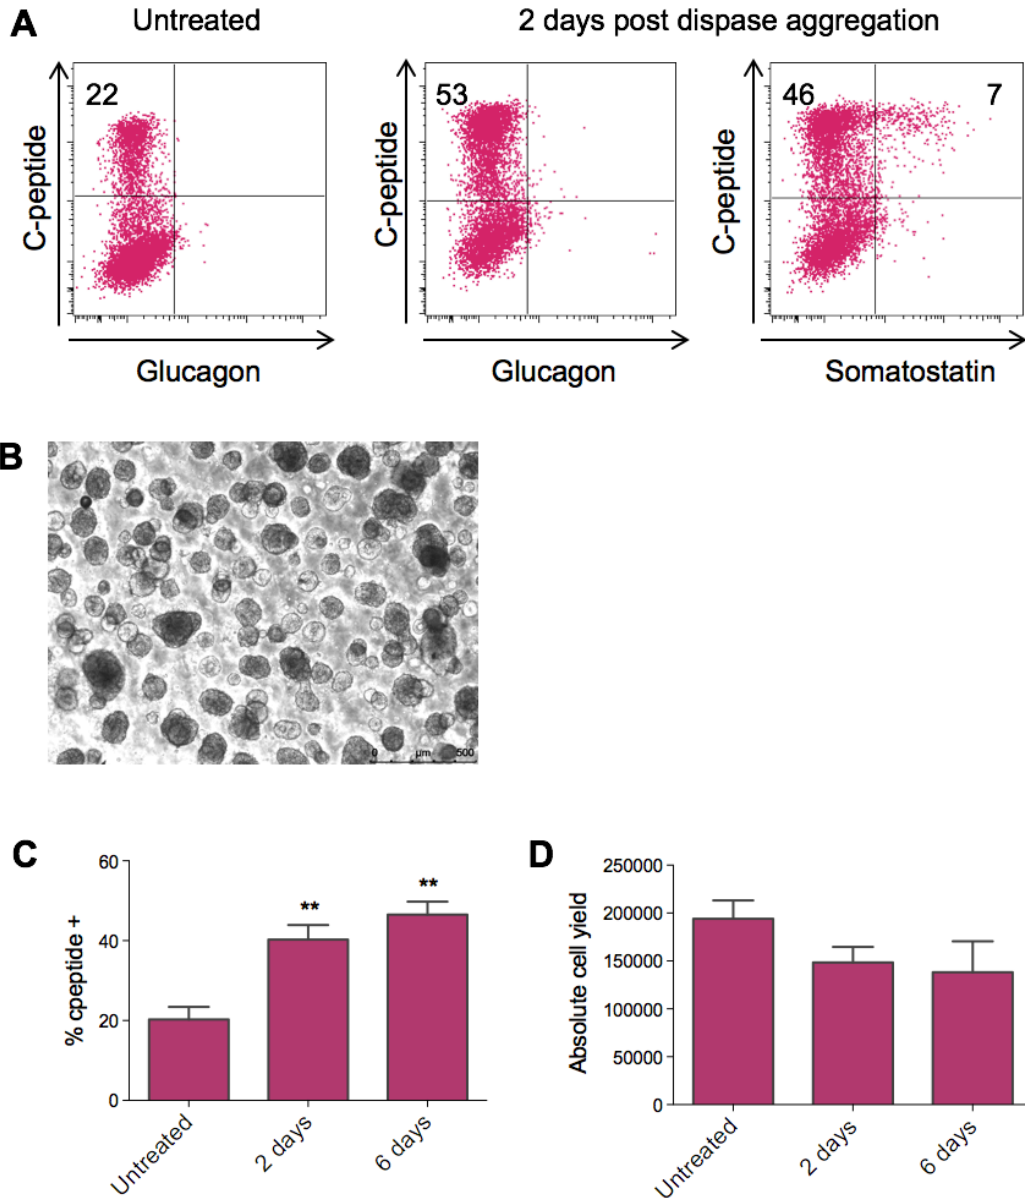 A
Untreated
2 days post dispase aggregation
22
53
46
7
C-peptide
C-peptide
C-peptide
Glucagon
Glucagon
Somatostatin
B
0 µm 500
C
% cpeptide +
60
40
20
0
**
**
Untreated
2 days
6 days
D
Absolute cell yield
250000
200000
150000
100000
50000
0
Untreated
2 days
6 days